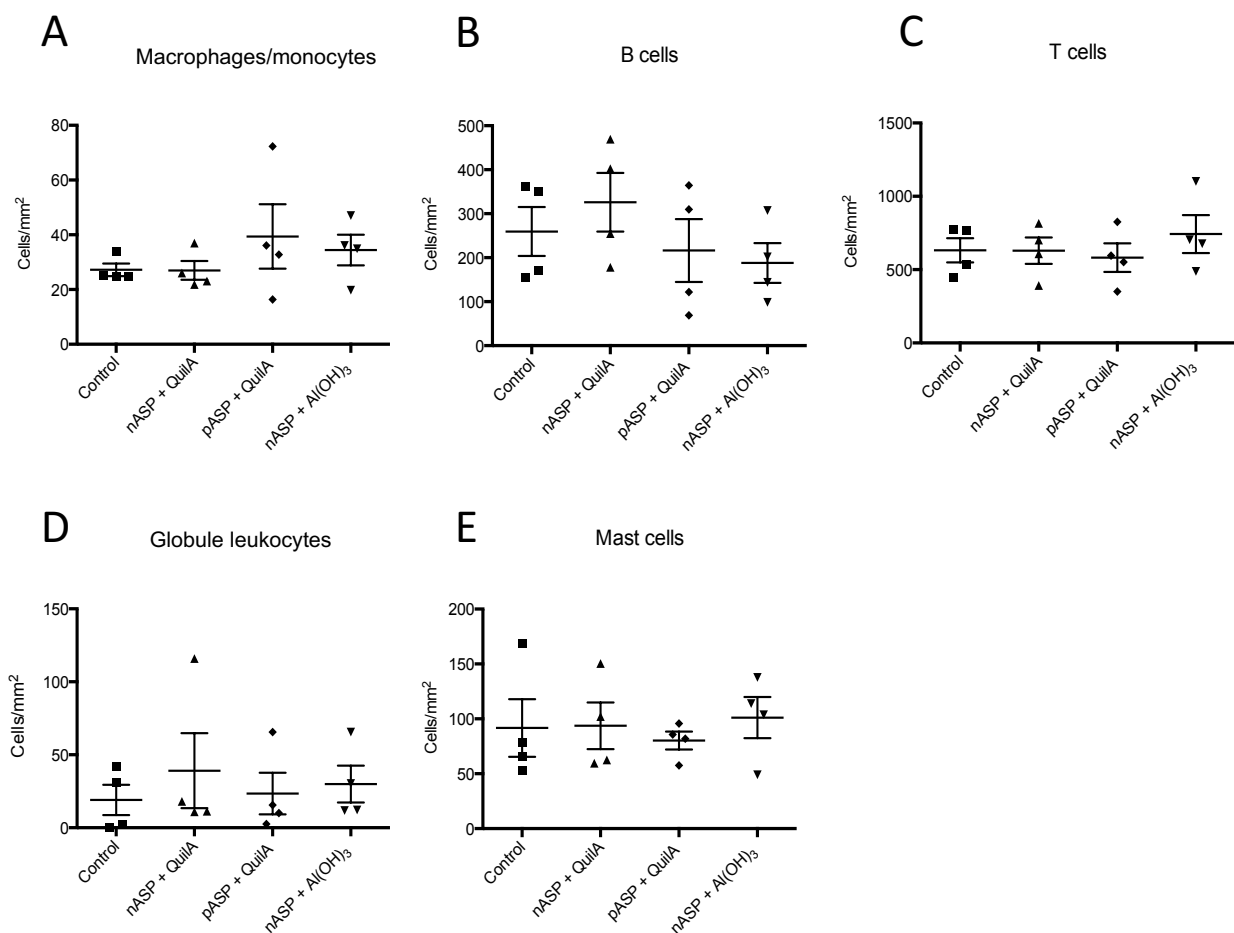 A
Macrophages/monocytes
80
60
40
20
0
Cells/mm²
Control
nASP + QuilA
pASP + QuilA
nASP + Al(OH)₃
B
B cells
500
400
300
200
100
0
Cells/mm²
Control
nASP + QuilA
pASP + QuilA
nASP + Al(OH)₃
C
T cells
1500
1000
500
0
Cells/mm²
Control
nASP + QuilA
pASP + QuilA
nASP + Al(OH)₃
D
Globule leukocytes
150
100
50
0
Cells/mm²
Control
nASP + QuilA
pASP + QuilA
nASP + Al(OH)₃
E
Mast cells
200
150
100
50
0
Cells/mm²
Control
nASP + QuilA
pASP + QuilA
nASP + Al(OH)₃